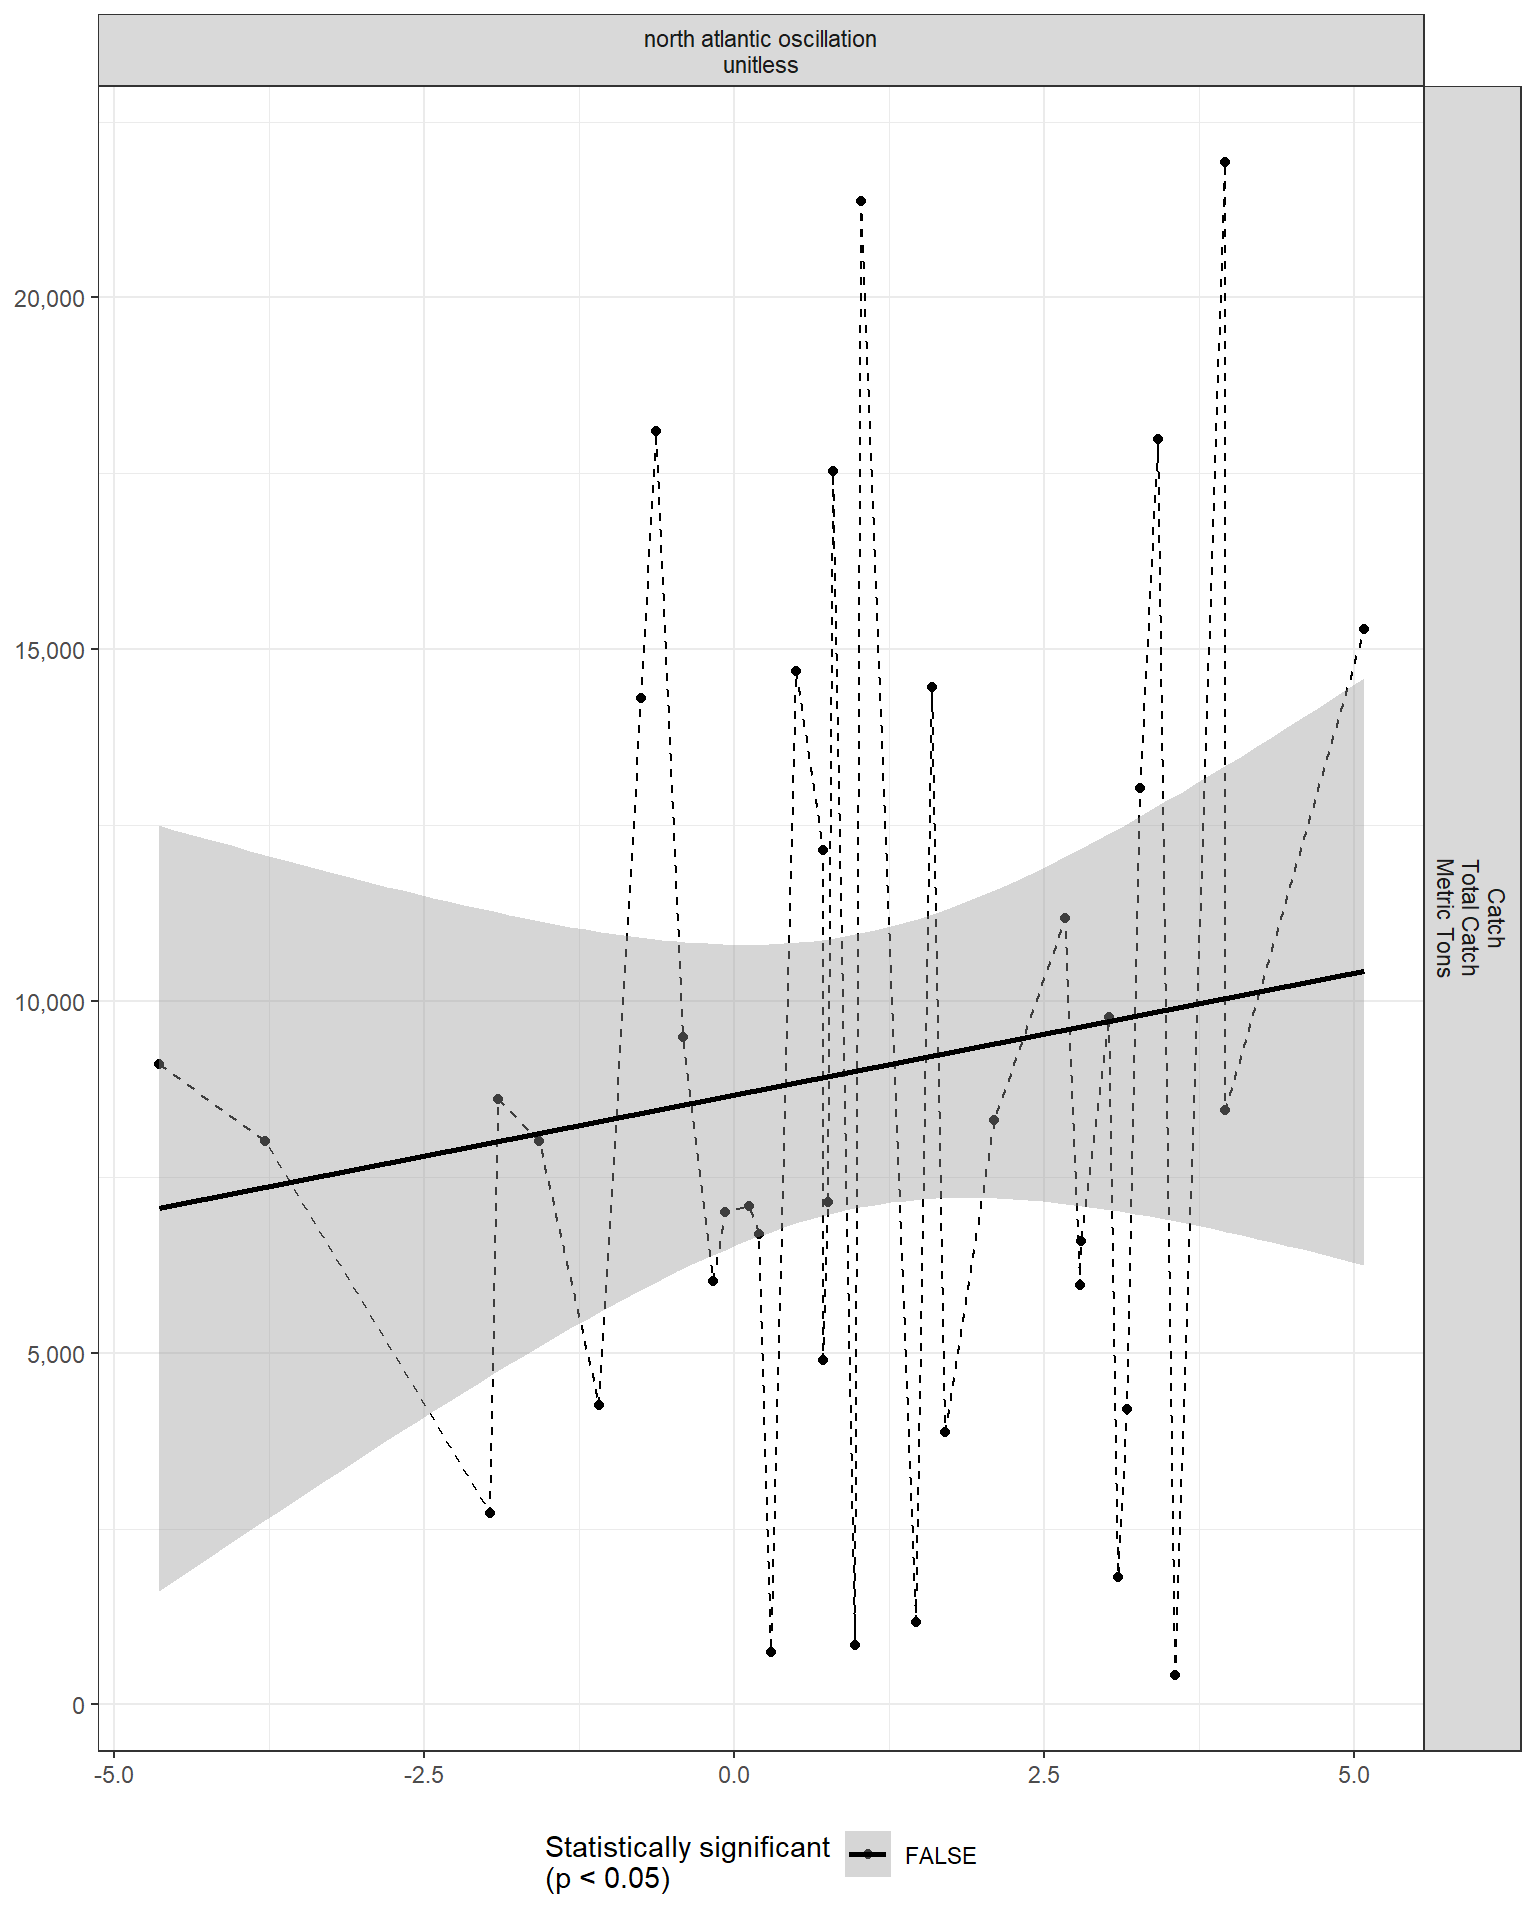 north atlantic oscillation
unitless
20,000
15,000
10,000
5,000
0
Catch
Total Catch
Metric Tons
-5.0
-2.5
0.0
2.5
5.0
Statistically significant
(p < 0.05)
FALSE